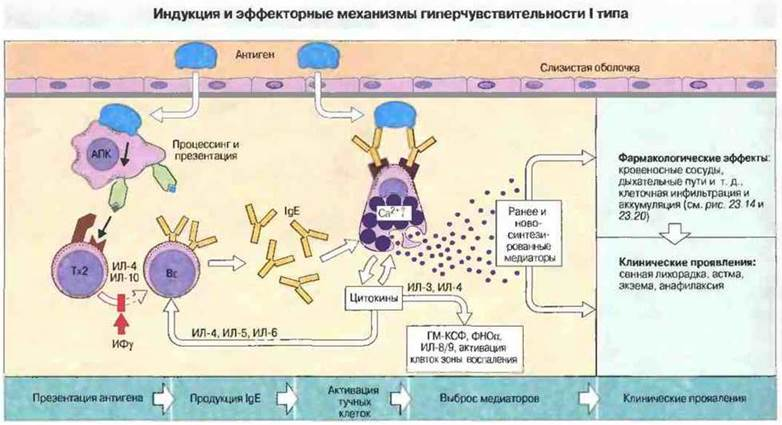 Индукция и эффекторные механизмы гиперчувствительности I типа
Антиген
Слизистая оболочка
АПК
Процессинг и
презентация
IgE
Ca²⁺↑
Тх2
ИЛ-4
ИЛ-10
Вε
ИФγ
ИЛ-4, ИЛ-5, ИЛ-6
Цитокины
ИЛ-3, ИЛ-4
ГМ-КСФ, ФНОα,
ИЛ-8/9, активация
клеток зоны воспаления
Ранее и
ново-
синтези-
рованные
медиаторы
Фармакологические эффекты:
кровеносные сосуды,
дыхательные пути и т. д.,
клеточная инфильтрация и
аккумуляция (см. рис. 23.14 и
23.20)
Клинические проявления:
сенная лихорадка, астма,
экзема, анафилаксия
Презентация антигена
Продукция IgE
Активация
тучных
клеток
Выброс медиаторов
Клинические проявления